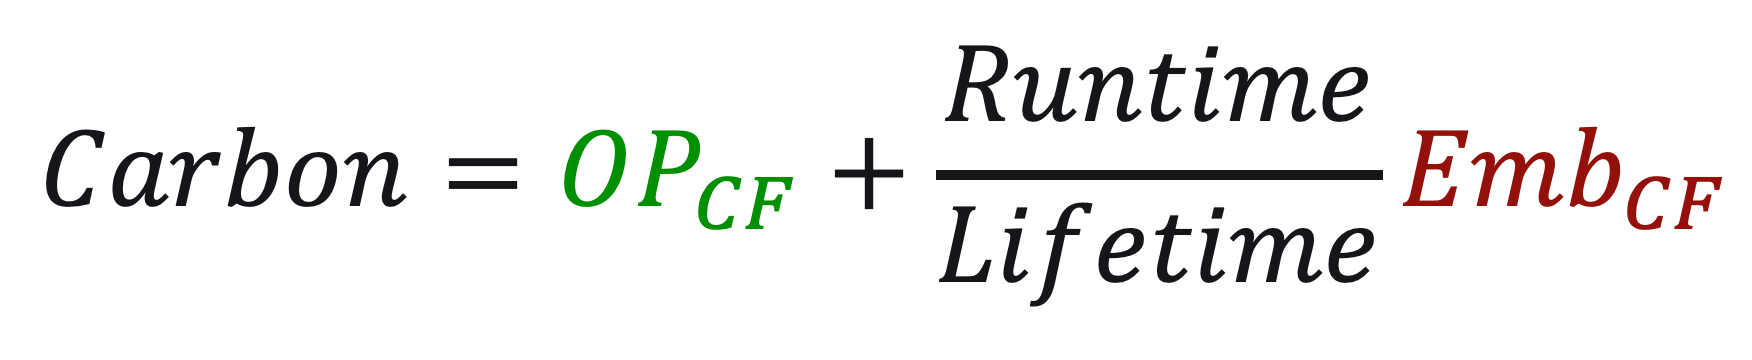 Carbon = OP_CF + Runtime/Lifetime Emb_CF